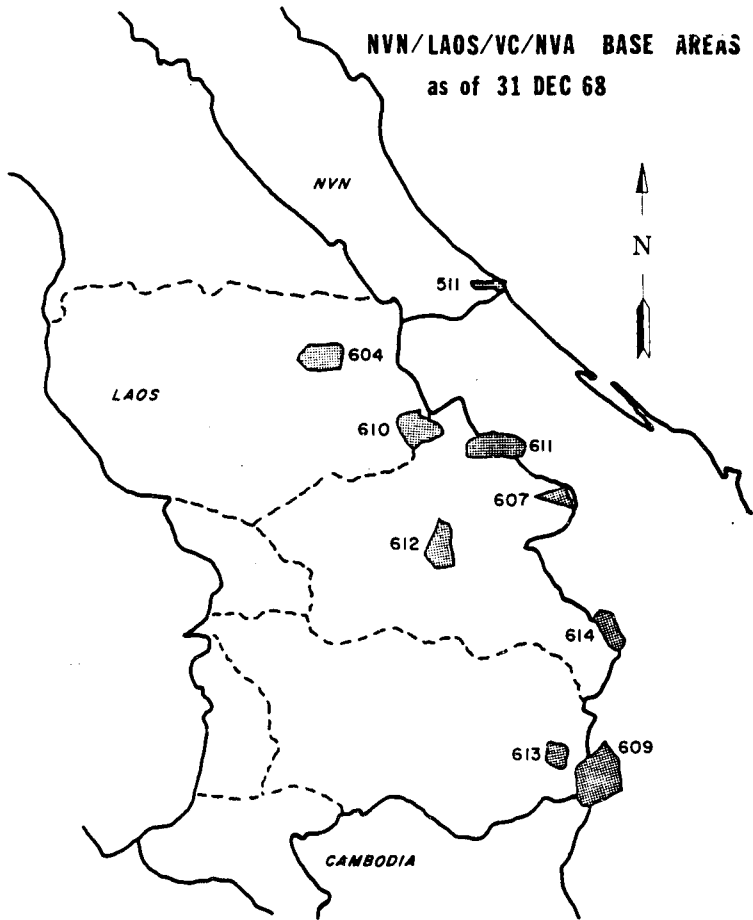 NVN/LAOS/VC/NVA BASE AREAS
as of 31 DEC 68
NVN
N
511
604
LAOS
610
611
607
612
614
613
609
CAMBODIA